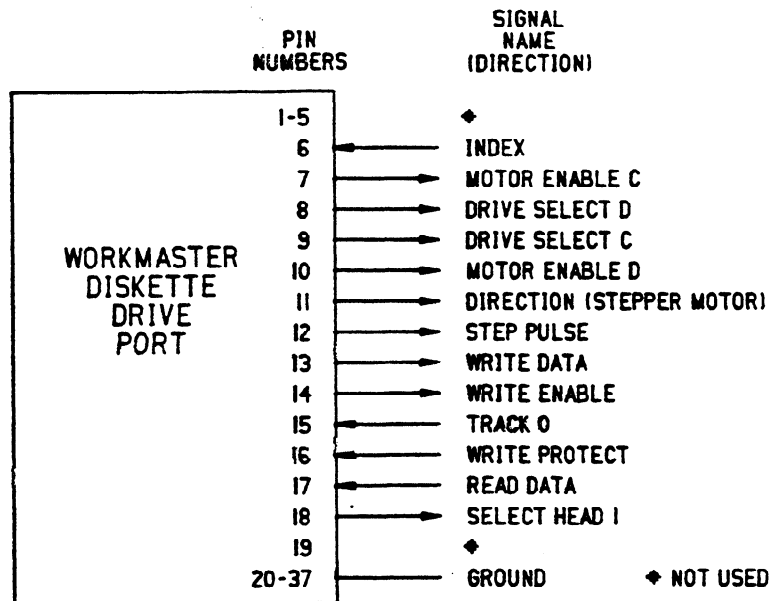 PIN NUMBERS
SIGNAL NAME (DIRECTION)
WORKMASTER DISKETTE DRIVE PORT
1-5 ◆
6 INDEX
7 MOTOR ENABLE C
8 DRIVE SELECT D
9 DRIVE SELECT C
10 MOTOR ENABLE D
11 DIRECTION (STEPPER MOTOR)
12 STEP PULSE
13 WRITE DATA
14 WRITE ENABLE
15 TRACK 0
16 WRITE PROTECT
17 READ DATA
18 SELECT HEAD 1
19 ◆
20-37 GROUND ◆ NOT USED